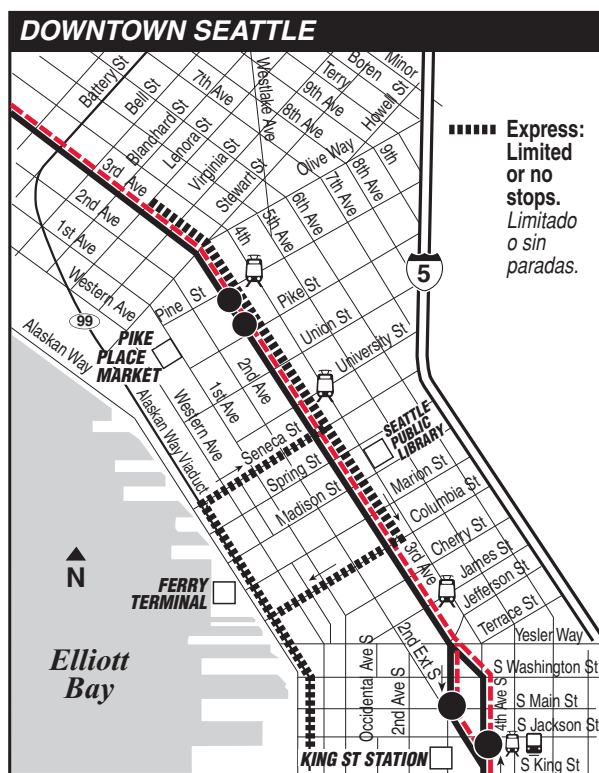 DOWNTOWN SEATTLE
Battery St
Bell St
Blanchard St
Lenora St
Virginia St
Stewart St
7th Ave
Westlake Ave
8th Ave
9th Ave
Terry
Boren
Minor
Howell St
Olive Way
9th
8th Ave
7th Ave
6th Ave
5th Ave
4th
3rd Ave
2nd Ave
1st Ave
Western Ave
Alaskan Way
99
5
Express:
Limited
or no
stops.
Limitado
o sin
paradas.
Pine St
Pike St
Union St
University St
PIKE
PLACE
MARKET
2nd Ave
1st Ave
Western Ave
Alaskan Way Viaduct
Seneca St
Spring St
Madison St
SEATTLE
PUBLIC
LIBRARY
Marion St
Columbia St
Cherry St
James St
Jefferson St
Terrace St
Yesler Way
3rd Ave
N
FERRY
TERMINAL
Elliott
Bay
Occidental Ave S
2nd Ave S
2nd Ext S
4th Ave S
S Washington St
S Main St
S Jackson St
S King St
KING ST STATION